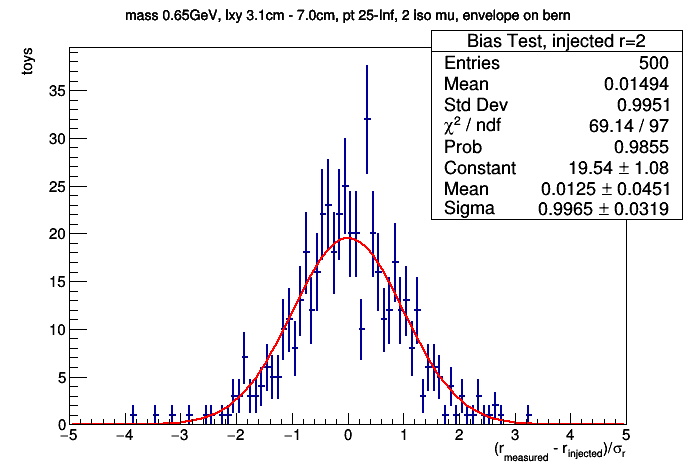 mass 0.65GeV, lxy 3.1cm - 7.0cm, pt 25-Inf, 2 Iso mu, envelope on bern
Bias Test, injected r=2
Entries 500
Mean 0.01494
Std Dev 0.9951
χ² / ndf 69.14 / 97
Prob 0.9855
Constant 19.54 ± 1.08
Mean 0.0125 ± 0.0451
Sigma 0.9965 ± 0.0319
toys
35
30
25
20
15
10
5
0
−5 −4 −3 −2 −1 0 1 2 3 4 5
(r_measured - r_injected)/σ_r